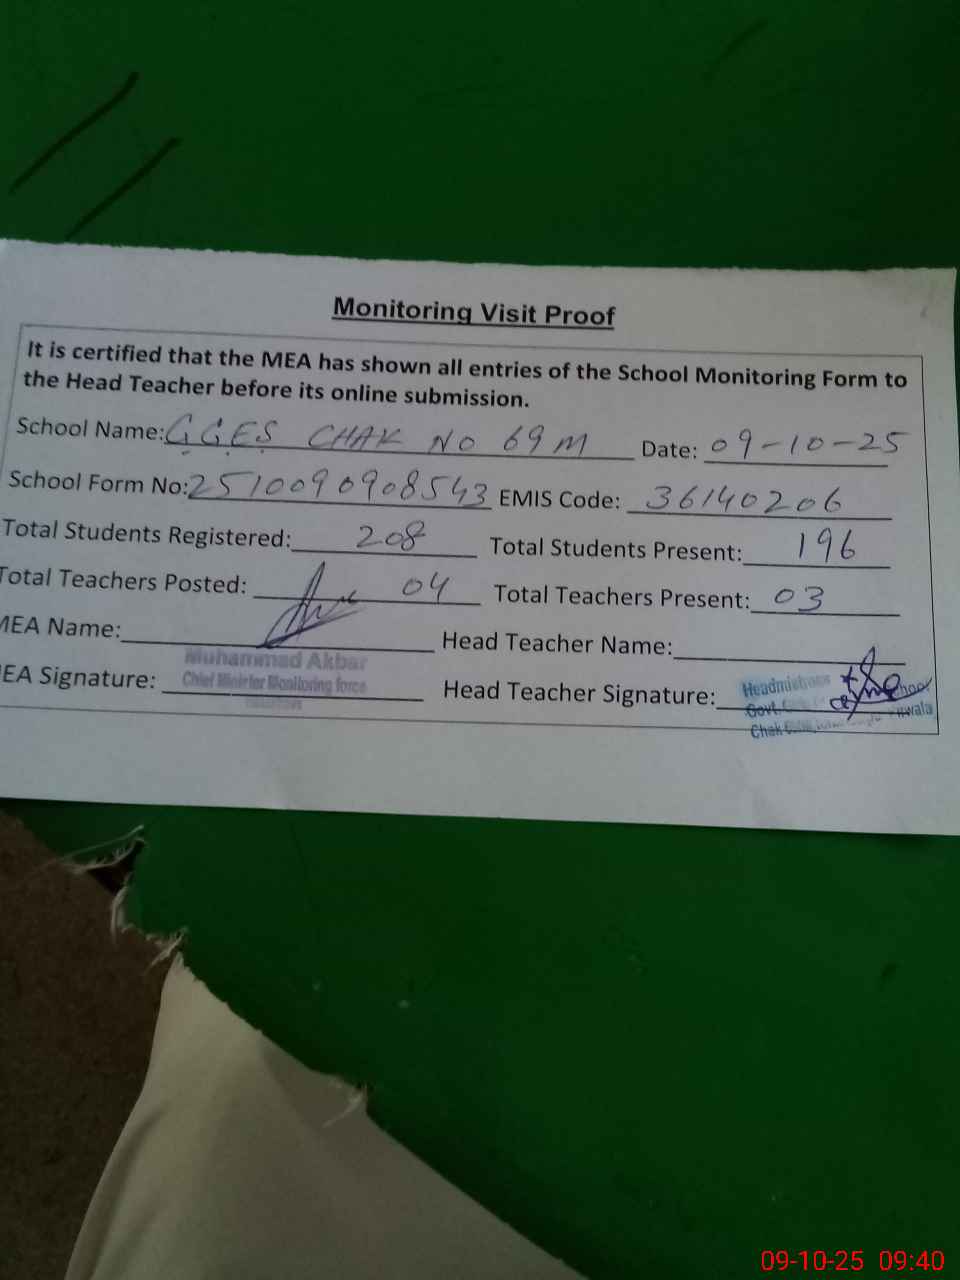 Monitoring Visit Proof
It is certified that the MEA has shown all entries of the School Monitoring Form to
the Head Teacher before its online submission.
School Name: GGES CHAK NO 69M Date: 09-10-25
School Form No: 2510090908543 EMIS Code: 36140206
Total Students Registered: 208 Total Students Present: 196
Total Teachers Posted: 04 Total Teachers Present: 03
MEA Name: Head Teacher Name:
Muhammad Akbar
EA Signature: Chief Minister Monitoring force Head Teacher Signature: Headmistress
Govt. chool
Chak wala
09-10-25 09:40